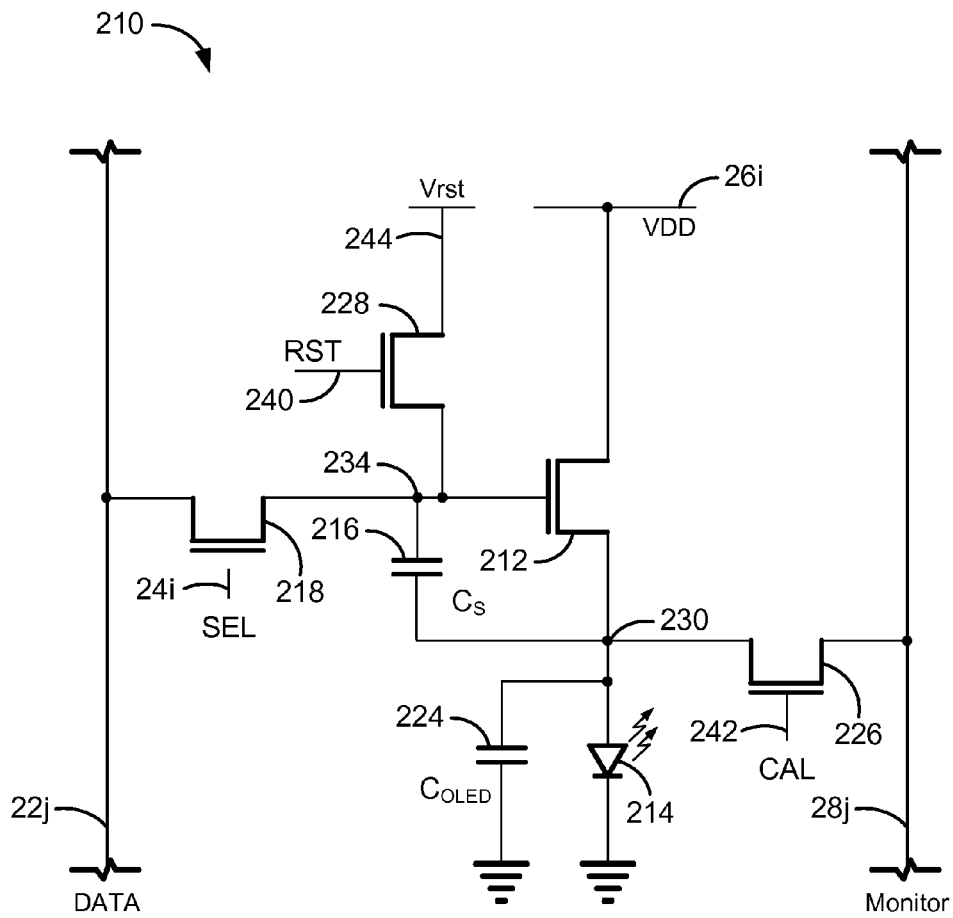 210
Vrst
26i
VDD
244
228
RST
240
234
216
212
24i
218
SEL
CS
230
224
242
226
COLED
214
CAL
22j
28j
DATA
Monitor